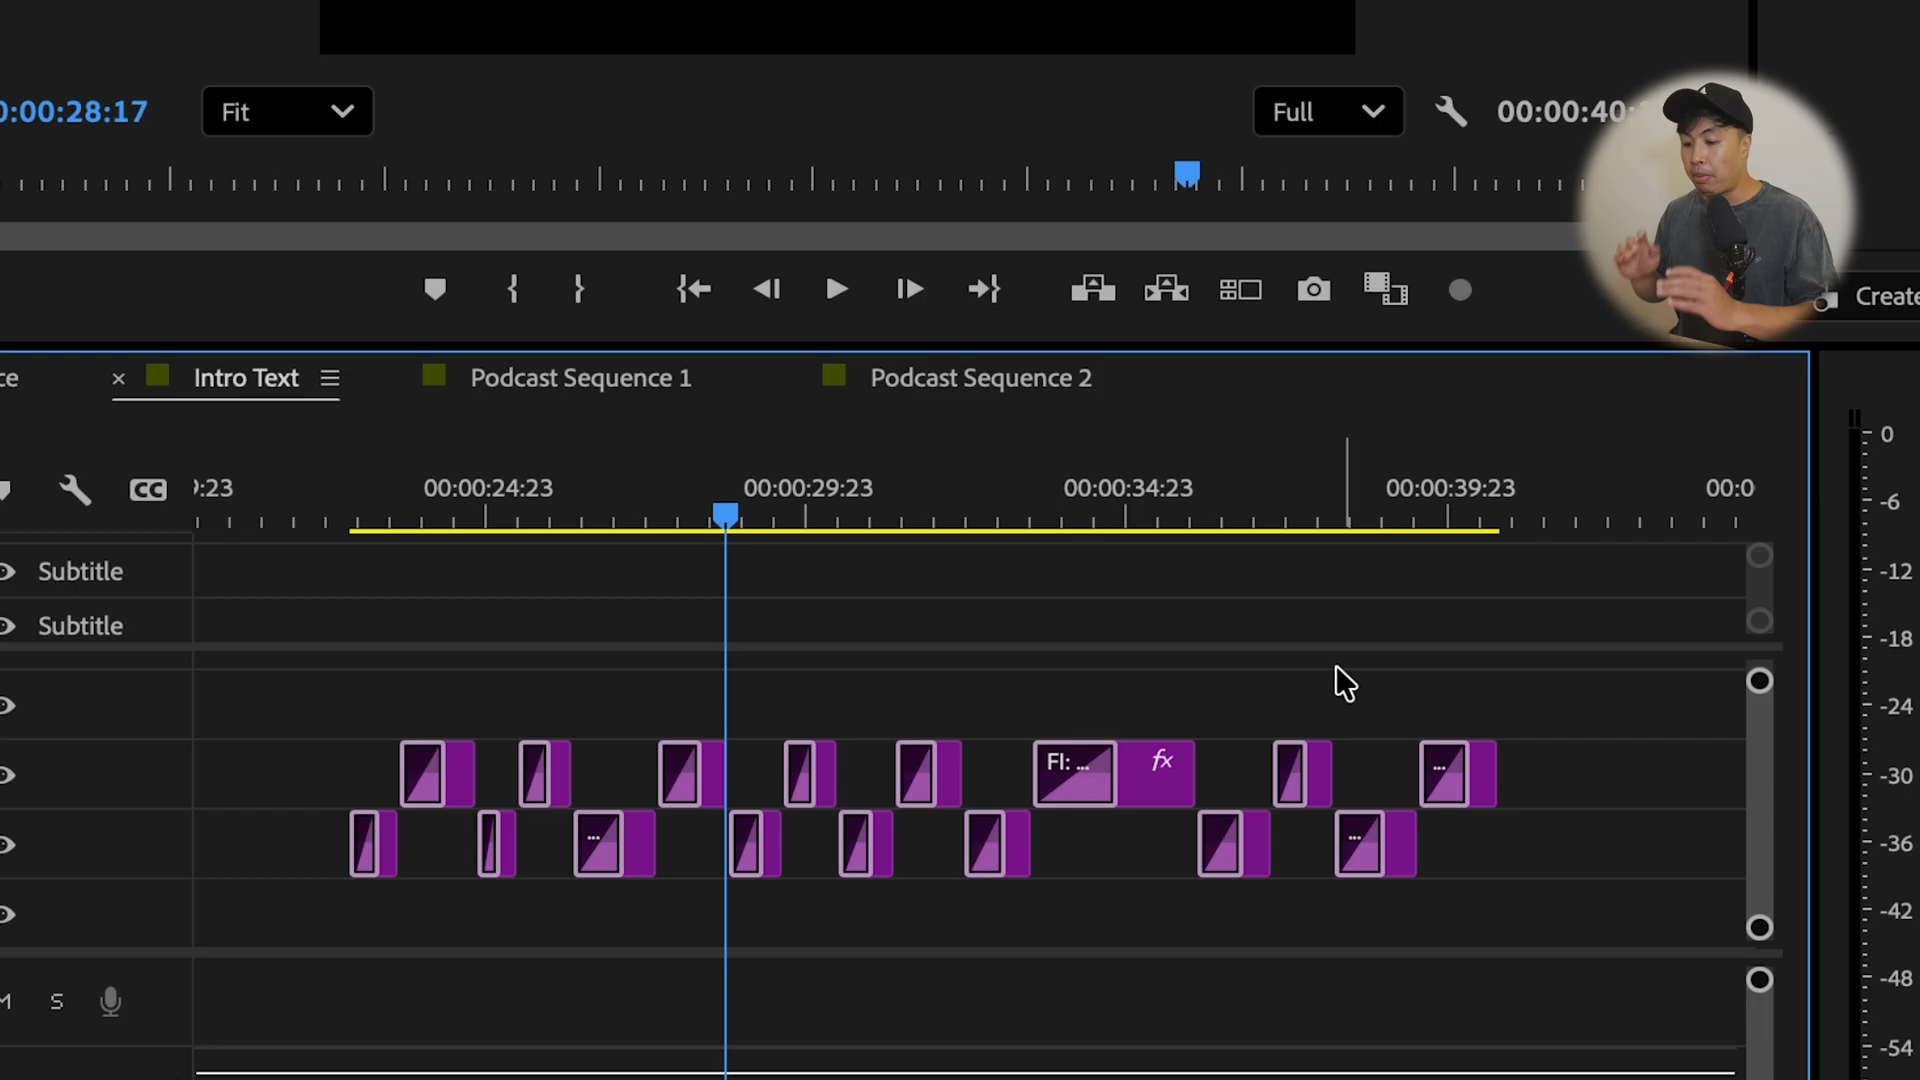 0:00:28:17
Fit
Full
00:00:40:
Create
ce
× Intro Text
Podcast Sequence 1
Podcast Sequence 2
CC
:23
00:00:24:23
00:00:29:23
00:00:34:23
00:00:39:23
00:0
Subtitle
Subtitle
FI: ...
fx
...
...
...
M
S
0
-6
-12
-18
-24
-30
-36
-42
-48
-54